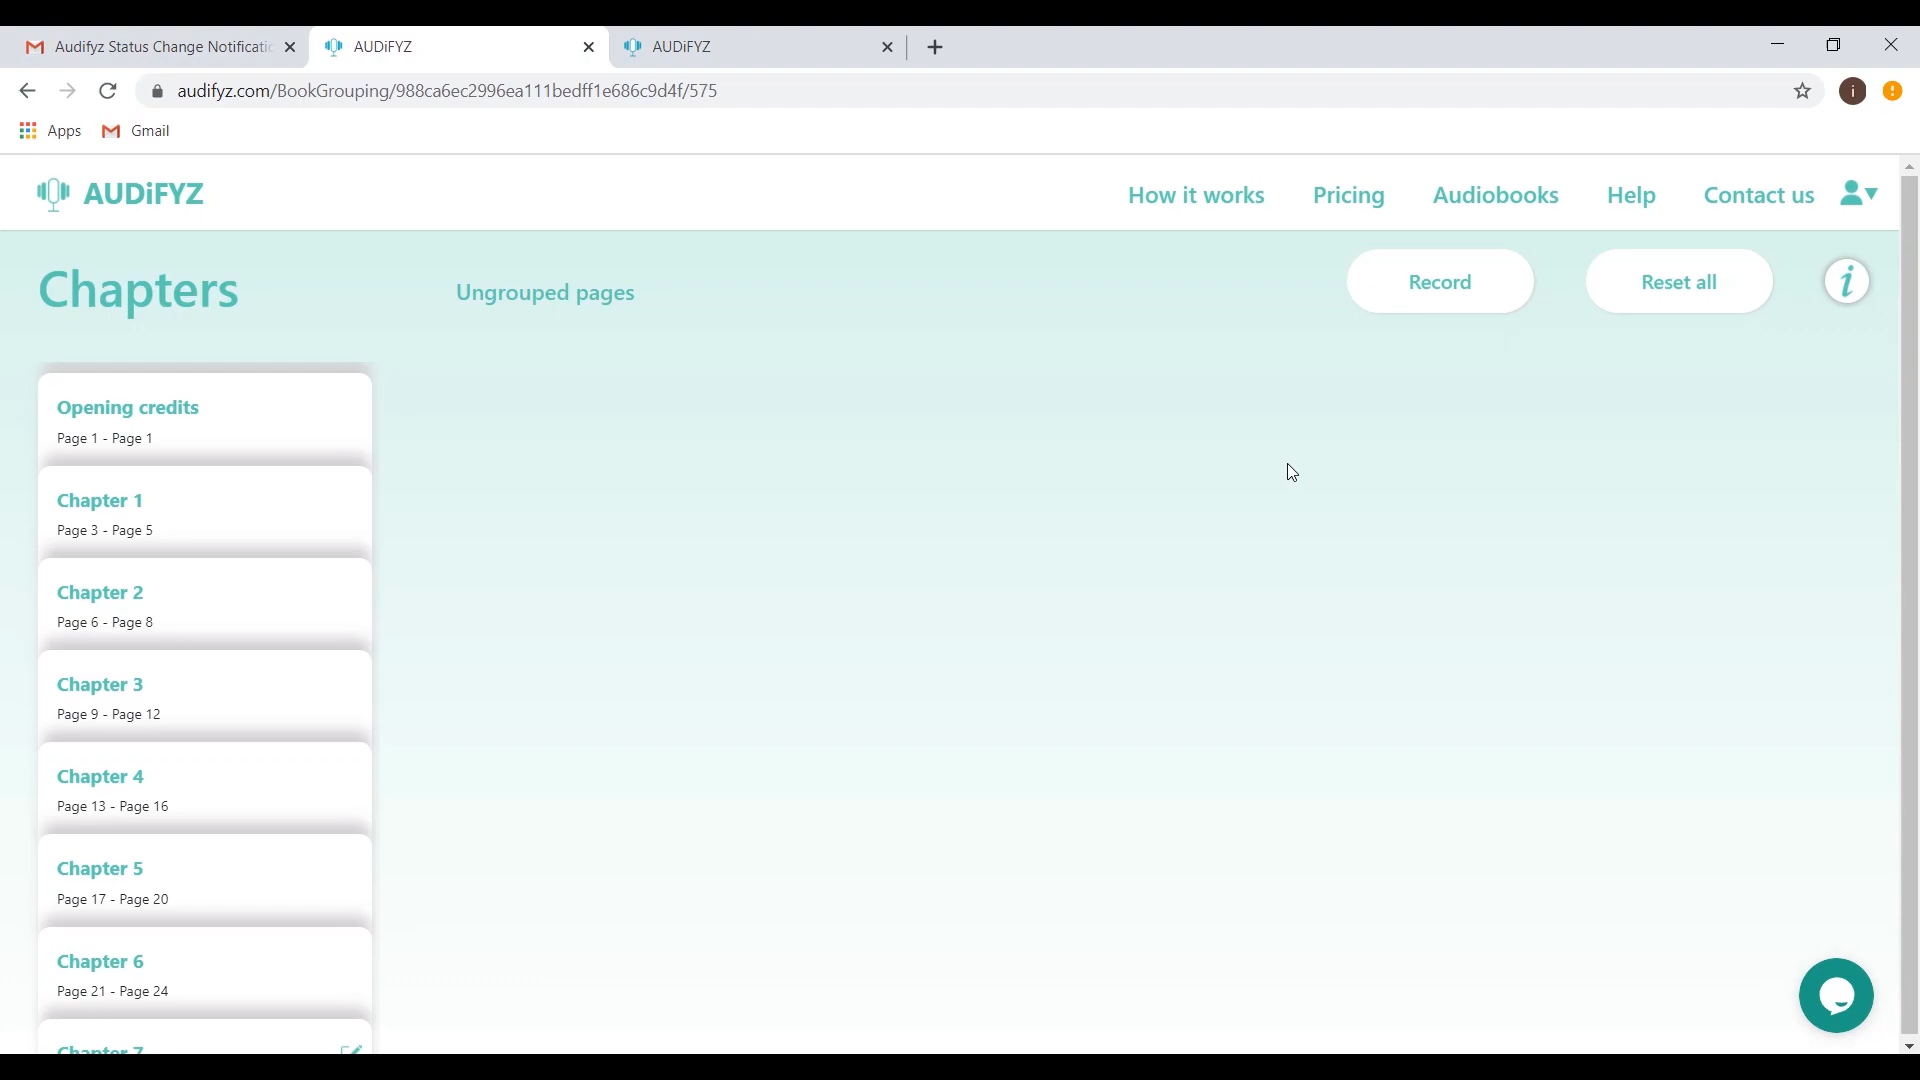 Audifyz Status Change Notificatic
AUDiFYZ
AUDiFYZ
audifyz.com/BookGrouping/988ca6ec2996ea111bedff1e686c9d4f/575
i
Apps
Gmail
AUDiFYZ
How it works
Pricing
Audiobooks
Help
Contact us
Chapters
Ungrouped pages
Record
Reset all
i
Opening credits
Page 1 - Page 1
Chapter 1
Page 3 - Page 5
Chapter 2
Page 6 - Page 8
Chapter 3
Page 9 - Page 12
Chapter 4
Page 13 - Page 16
Chapter 5
Page 17 - Page 20
Chapter 6
Page 21 - Page 24
Chapter 7